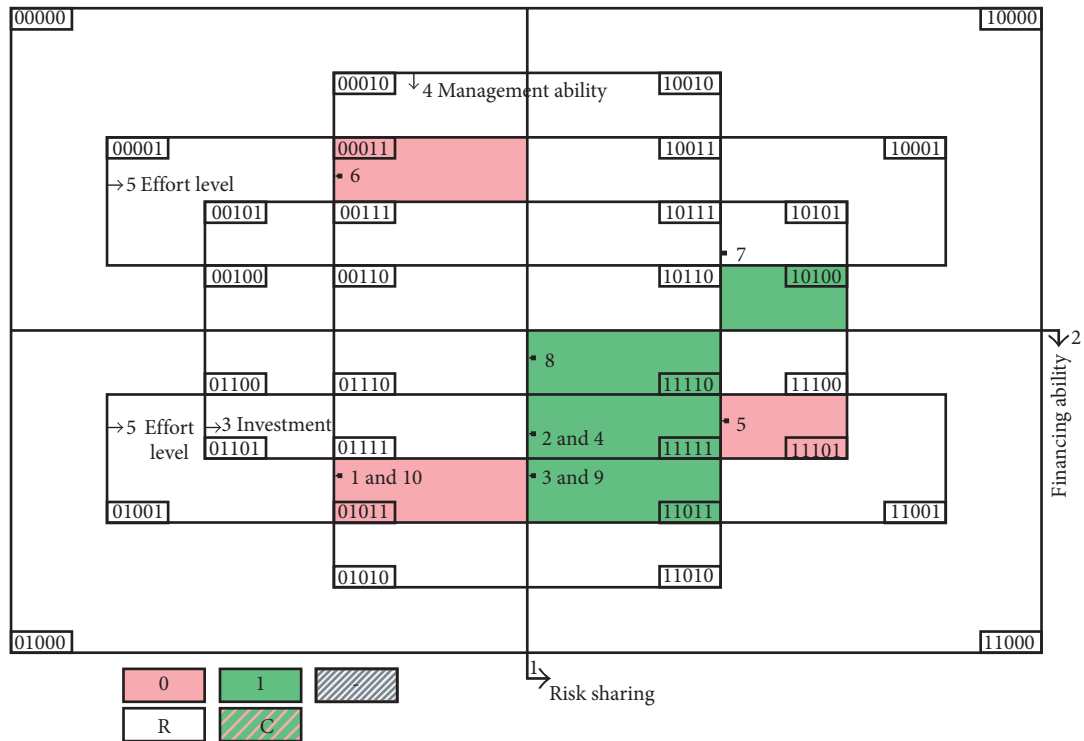 00000 10000
00010 4 Management ability 10010
00001 00011 10011 10001
6
5 Effort level
00101 00111 10111 10101
7
00100 00110 10110 10100
2
8
Financing ability
01100 01110 11110 11100
5 Effort level
3 Investment
2 and 4
5
01101 01111 11111 11101
1 and 10
3 and 9
01001 01011 11011 11001
01010 11010
01000 11000
1
Risk sharing
0 1 -
R C